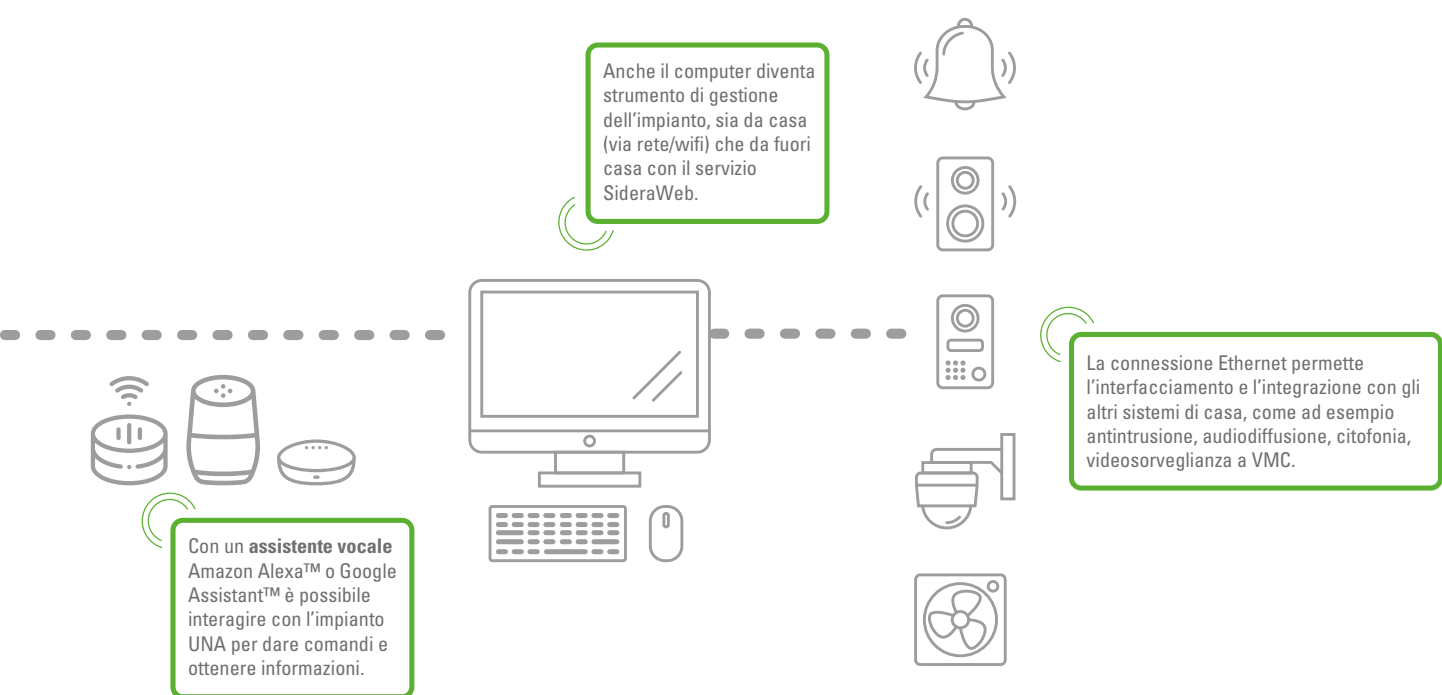 Anche il computer diventa
strumento di gestione
dell'impianto, sia da casa
(via rete/wifi) che da fuori
casa con il servizio
SideraWeb.
La connessione Ethernet permette
l'interfacciamento e l'integrazione con gli
altri sistemi di casa, come ad esempio
antintrusione, audiodiffusione, citofonia,
videosorveglianza a VMC.
Con un assistente vocale
Amazon Alexa™ o Google
Assistant™ è possibile
interagire con l'impianto
UNA per dare comandi e
ottenere informazioni.